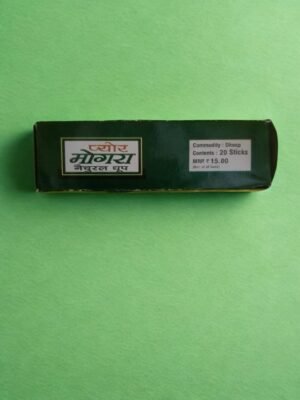 प्योर
मोगरा
नैचुरल धूप
Commodity : Dhoop
Contents : 20 Sticks
MRP ₹ 15.00